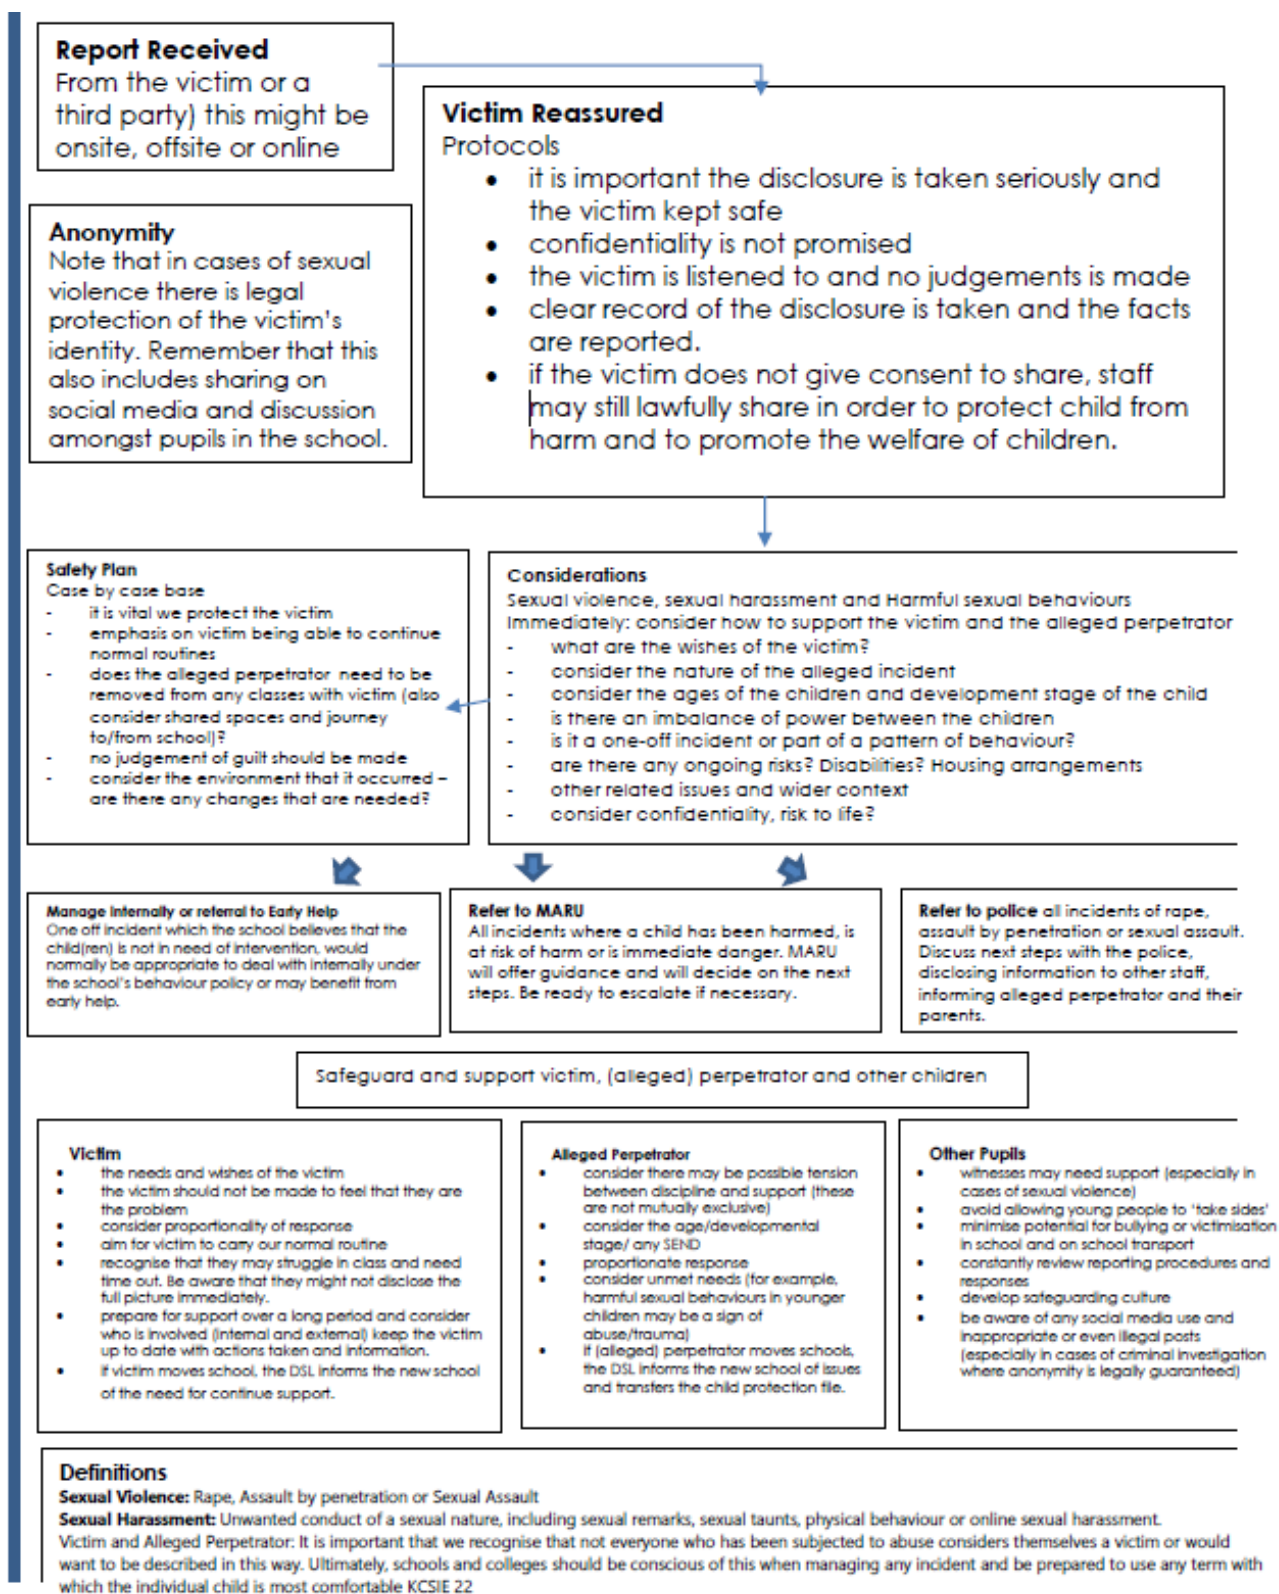 Report Received
From the victim or a
third party) this might be
onsite, offsite or online
Victim Reassured
Protocols
• it is important the disclosure is taken seriously and
the victim kept safe
• confidentiality is not promised
• the victim is listened to and no judgements is made
• clear record of the disclosure is taken and the facts
are reported.
• if the victim does not give consent to share, staff
may still lawfully share in order to protect child from
harm and to promote the welfare of children.
Anonymity
Note that in cases of sexual
violence there is legal
protection of the victim's
identity. Remember that this
also includes sharing on
social media and discussion
amongst pupils in the school.
Safety Plan
Case by case base
- it is vital we protect the victim
- emphasis on victim being able to continue
normal routines
- does the alleged perpetrator need to be
removed from any classes with victim (also
consider shared spaces and journey
to/from school)?
- no judgement of guilt should be made
- consider the environment that it occurred –
are there any changes that are needed?
Considerations
Sexual violence, sexual harassment and Harmful sexual behaviours
Immediately: consider how to support the victim and the alleged perpetrator
- what are the wishes of the victim?
- consider the nature of the alleged incident
- consider the ages of the children and development stage of the child
- is there an imbalance of power between the children
- is it a one-off incident or part of a pattern of behaviour?
- are there any ongoing risks? Disabilities? Housing arrangements
- other related issues and wider context
- consider confidentiality, risk to life?
Manage Internally or referral to Early Help
One off incident which the school believes that the
child(ren) is not in need of intervention, would
normally be appropriate to deal with internally under
the school's behaviour policy or may benefit from
early help.
Refer to MARU
All incidents where a child has been harmed, is
at risk of harm or is immediate danger. MARU
will offer guidance and will decide on the next
steps. Be ready to escalate if necessary.
Refer to police all incidents of rape,
assault by penetration or sexual assault.
Discuss next steps with the police,
disclosing information to other staff,
informing alleged perpetrator and their
parents.
Safeguard and support victim, (alleged) perpetrator and other children
Victim
• the needs and wishes of the victim
• the victim should not be made to feel that they are
the problem
• consider proportionality of response
• aim for victim to carry our normal routine
• recognise that they may struggle in class and need
time out. Be aware that they might not disclose the
full picture immediately.
• prepare for support over a long period and consider
who is involved (internal and external) keep the victim
up to date with actions taken and information.
• if victim moves school, the DSL informs the new school
of the need for continue support.
Alleged Perpetrator
• consider there may be possible tension
between discipline and support (these
are not mutually exclusive)
• consider the age/developmental
stage/ any SEND
• proportionate response
• consider unmet needs (for example,
harmful sexual behaviours in younger
children may be a sign of
abuse/trauma)
• if (alleged) perpetrator moves schools,
the DSL informs the new school of issues
and transfers the child protection file.
Other Pupils
• witnesses may need support (especially in
cases of sexual violence)
• avoid allowing young people to 'take sides'
• minimise potential for bullying or victimisation
in school and on school transport
• constantly review reporting procedures and
responses
• develop safeguarding culture
• be aware of any social media use and
inappropriate or even illegal posts
(especially in cases of criminal investigation
where anonymity is legally guaranteed)
Definitions
Sexual Violence: Rape, Assault by penetration or Sexual Assault
Sexual Harassment: Unwanted conduct of a sexual nature, including sexual remarks, sexual taunts, physical behaviour or online sexual harassment.
Victim and Alleged Perpetrator: It is important that we recognise that not everyone who has been subjected to abuse considers themselves a victim or would
want to be described in this way. Ultimately, schools and colleges should be conscious of this when managing any incident and be prepared to use any term with
which the individual child is most comfortable KCSIE 22